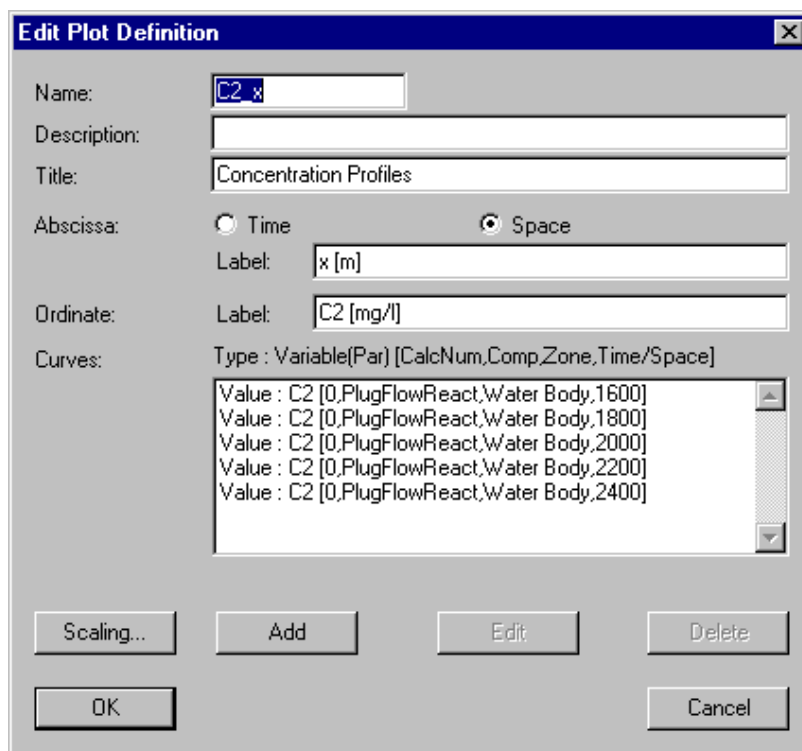 Edit Plot Definition
Name: C2_x
Description:
Title: Concentration Profiles
Abscissa: Time Space
Label: x [m]
Ordinate: Label: C2 [mg/l]
Curves: Type : Variable(Par) [CalcNum,Comp,Zone,Time/Space]
Value : C2 [0,PlugFlowReact,Water Body,1600]
Value : C2 [0,PlugFlowReact,Water Body,1800]
Value : C2 [0,PlugFlowReact,Water Body,2000]
Value : C2 [0,PlugFlowReact,Water Body,2200]
Value : C2 [0,PlugFlowReact,Water Body,2400]
Scaling... Add Edit Delete
OK Cancel